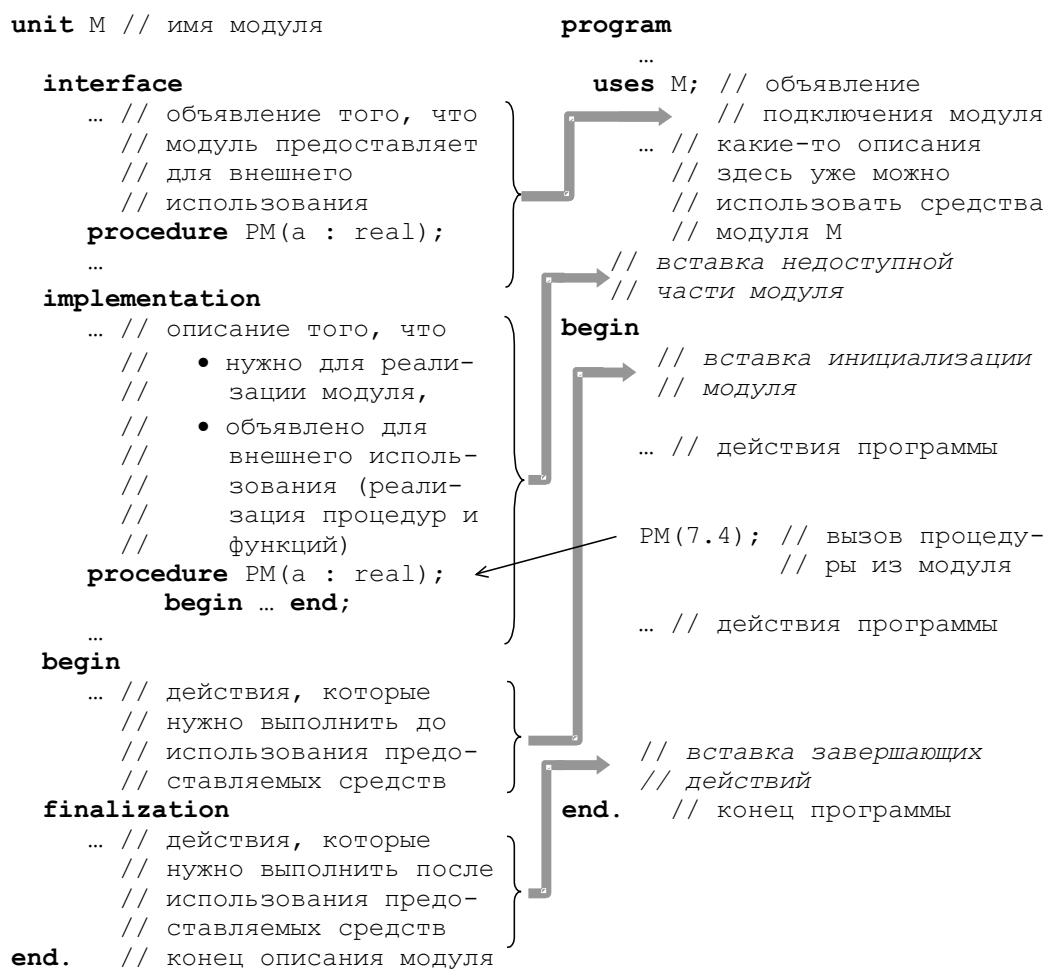 unit M // имя модуля
interface
… // объявление того, что
// модуль предоставляет
// для внешнего
// использования
procedure PM(a : real);
…
implementation
… // описание того, что
// • нужно для реали-
// зации модуля,
// • объявлено для
// внешнего исполь-
// зования (реали-
// зация процедур и
// функций)
procedure PM(a : real);
begin … end;
…
begin
… // действия, которые
// нужно выполнить до
// использования предо-
// ставляемых средств
finalization
… // действия, которые
// нужно выполнить после
// использования предо-
// ставляемых средств
end. // конец описания модуля
program
…
uses M; // объявление
// подключения модуля
… // какие-то описания
// здесь уже можно
// использовать средства
// модуля M
// вставка недоступной
// части модуля
begin
// вставка инициализации
// модуля
… // действия программы
PM(7.4); // вызов процеду-
// ры из модуля
… // действия программы
// вставка завершающих
// действий
end. // конец программы